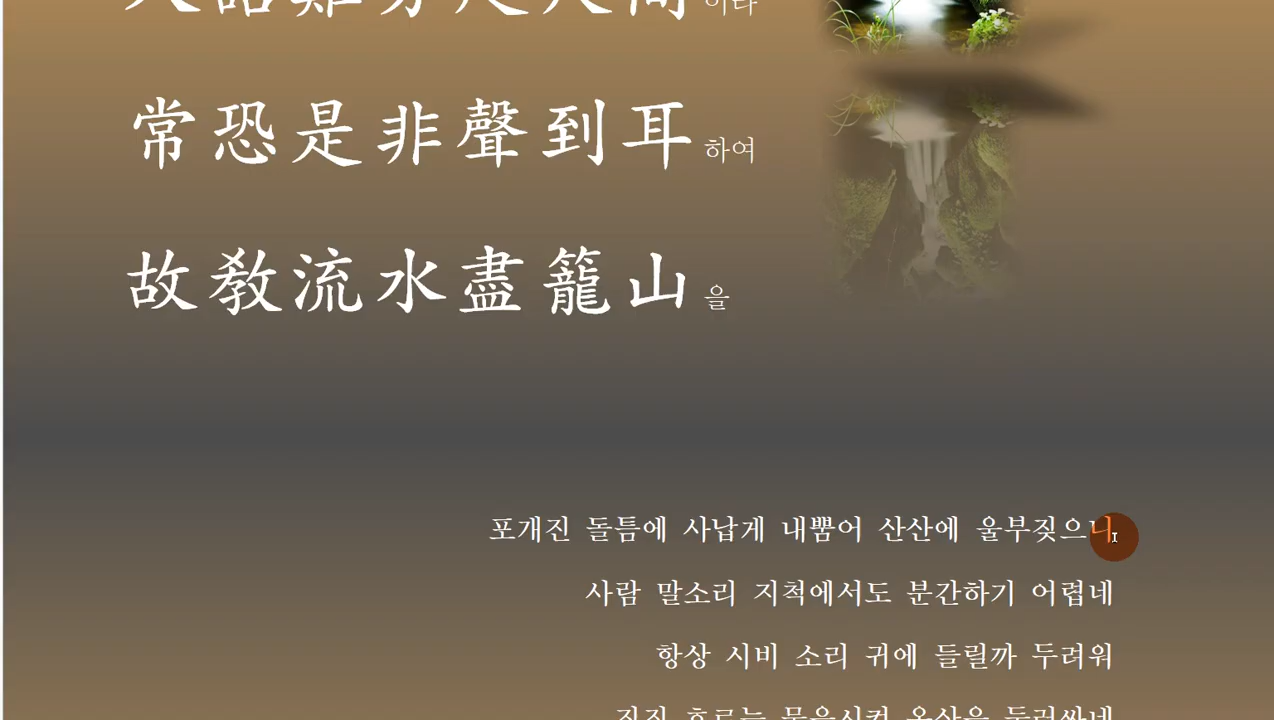 常恐是非聲到耳 하여
故敎流水盡籠山 을
포개진 돌틈에 사납게 내뿜어 산산에 울부짖으니
사람 말소리 지척에서도 분간하기 어렵네
항상 시비 소리 귀에 들릴까 두려워